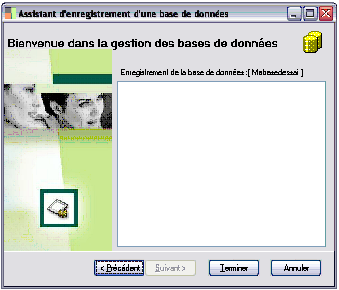 Assistant d'enregistrement d'une base de données
Bienvenue dans la gestion des bases de données
Enregistrement de la base de données :[ Mabasedessai ]
< Précédent
Suivant >
Terminer
Annuler